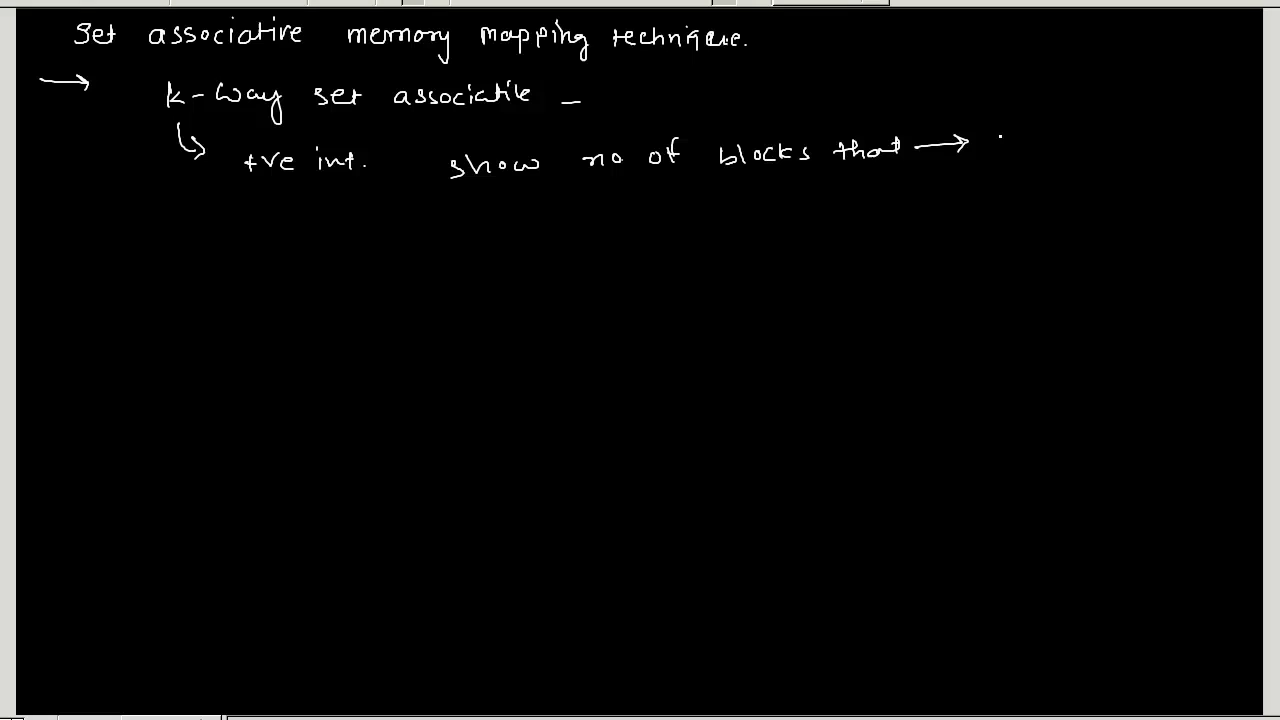 Set associative memory mapping technique.
→ k-way set associative –
↳ +ve int. show no of blocks that →